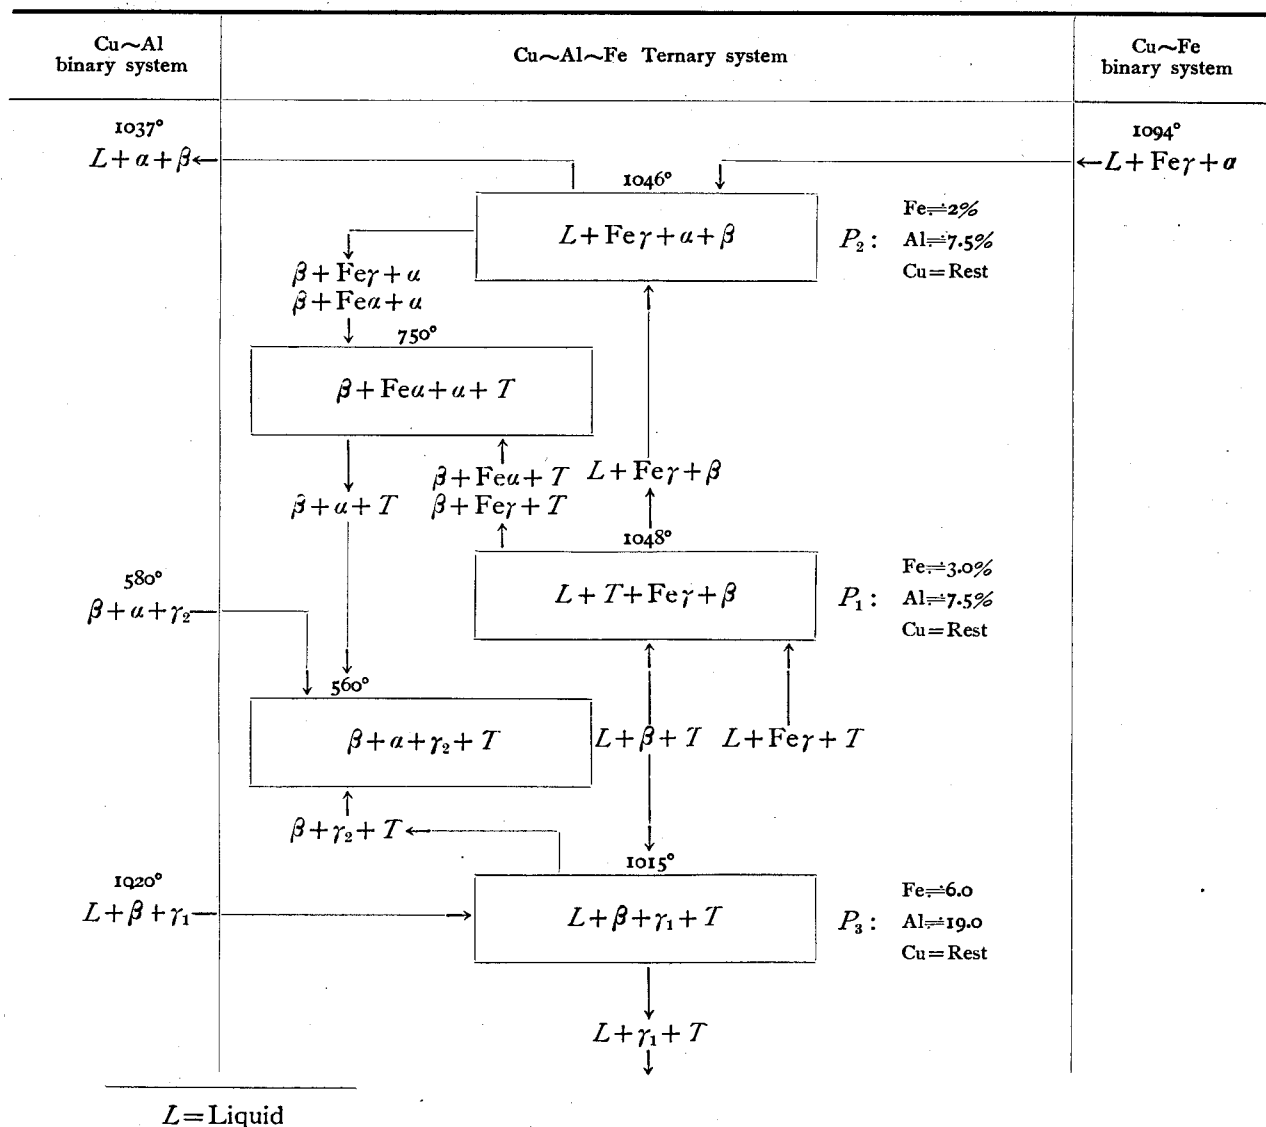 Cu~Al
binary system
Cu~Al~Fe Ternary system
Cu~Fe
binary system
1037°
L+α+β
1094°
L+Feγ+α
1046°
L+Feγ+α+β
P₂:
Fe≓2%
Al≓7.5%
Cu=Rest
β+Feγ+α
β+Feα+α
750°
β+Feα+α+T
β+Feα+T
β+Feγ+T
L+Feγ+β
β+α+T
1048°
L+T+Feγ+β
P₁:
Fe≓3.0%
Al≓7.5%
Cu=Rest
580°
β+α+γ₂
560°
β+α+γ₂+T
L+β+T
L+Feγ+T
β+γ₂+T
1015°
L+β+γ₁+T
P₃:
Fe≓6.0
Al≓19.0
Cu=Rest
1020°
L+β+γ₁
L+γ₁+T
L=Liquid